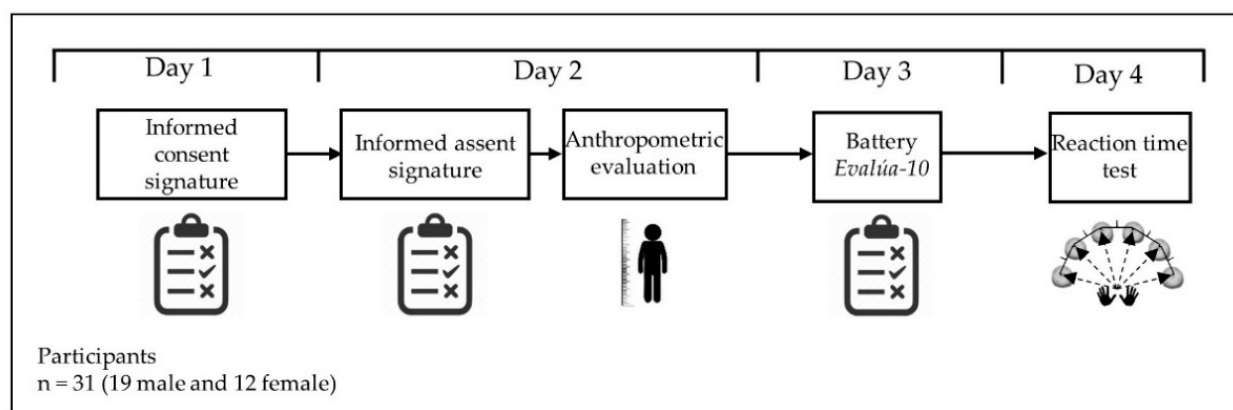 Day 1
Day 2
Day 3
Day 4
Informed
consent
signature
Informed assent
signature
Anthropometric
evaluation
Battery
Evalúa-10
Reaction time
test
Participants
n = 31 (19 male and 12 female)